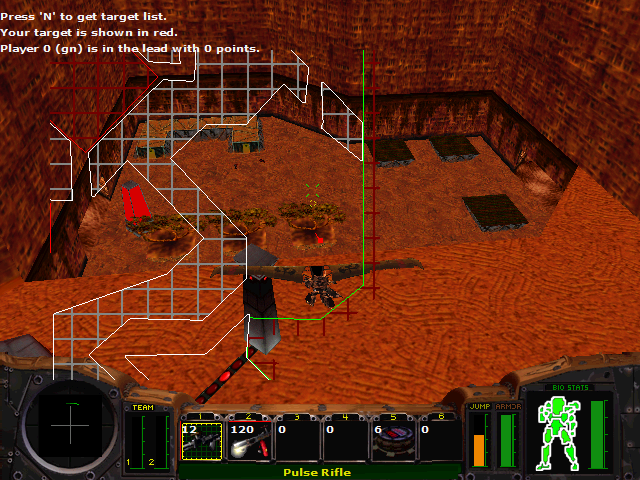 Press 'N' to get target list.
Your target is shown in red.
Player 0 (gn) is in the lead with 0 points.
BIO STATS
TEAM
JUMP ARMOR
1 2 3 4 5 6
12 120 0 0 6 0
1 2
Pulse Rifle